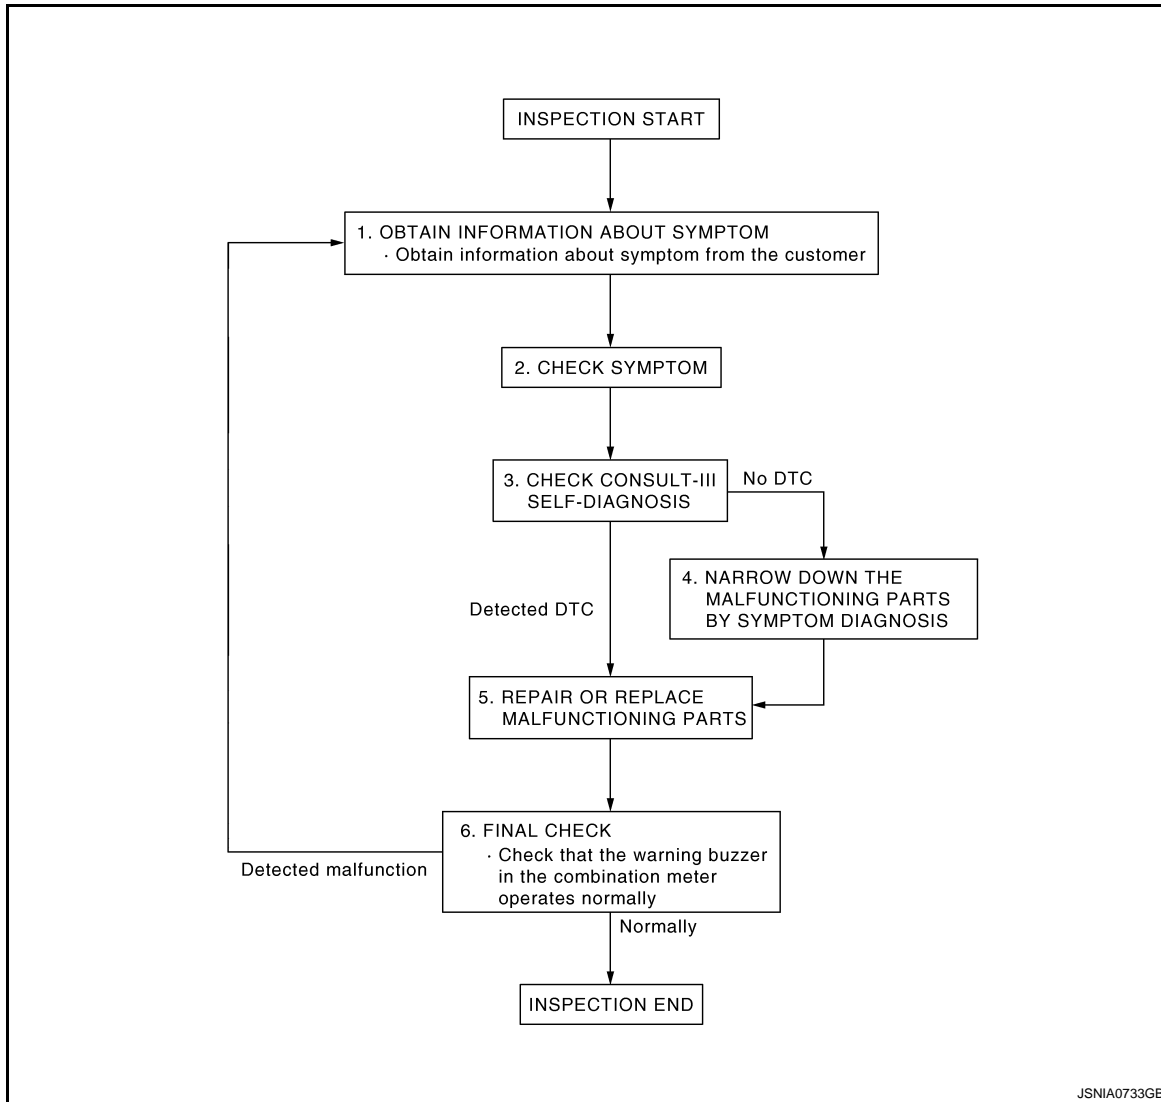 INSPECTION START
1. OBTAIN INFORMATION ABOUT SYMPTOM
· Obtain information about symptom from the customer
2. CHECK SYMPTOM
3. CHECK CONSULT-III
SELF-DIAGNOSIS
No DTC
4. NARROW DOWN THE
MALFUNCTIONING PARTS
BY SYMPTOM DIAGNOSIS
Detected DTC
5. REPAIR OR REPLACE
MALFUNCTIONING PARTS
6. FINAL CHECK
· Check that the warning buzzer
in the combination meter
operates normally
Detected malfunction
Normally
INSPECTION END
JSNIA0733GB